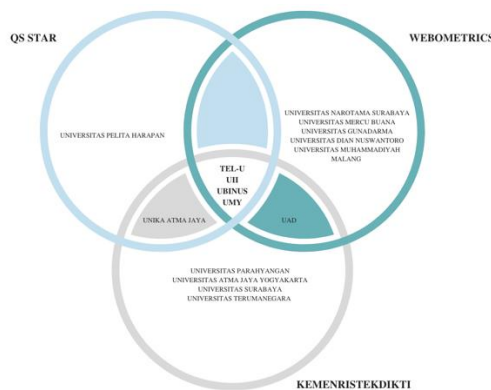 QS STAR
WEBOMETRICS
UNIVERSITAS PELITA HARAPAN
UNIVERSITAS NAROTAMA SURABAYA
UNIVERSITAS MERCU BUANA
UNIVERSITAS GUNADARMA
UNIVERSITAS DIAN NUSWANTORO
UNIVERSITAS MUHAMMADIYAH
MALANG
TEL-U
UII
UBINUS
UMY
UNIKA ATMA JAYA
UAD
UNIVERSITAS PARAHYANGAN
UNIVERSITAS ATMA JAYA YOGYAKARTA
UNIVERSITAS SURABAYA
UNIVERSITAS TERUMANEGARA
KEMENRISTEKDIKTI